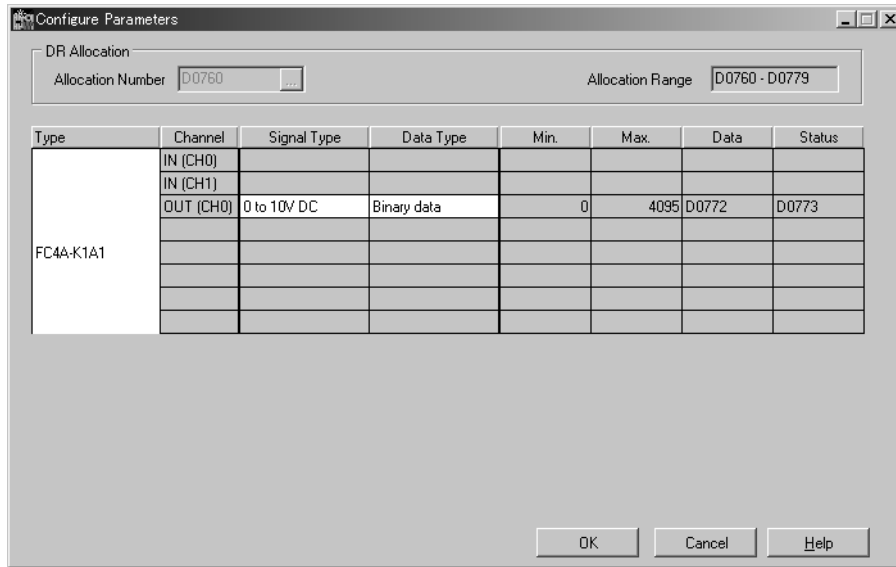 Configure Parameters
DR Allocation
Allocation Number D0760 ... Allocation Range D0760 - D0779
Type Channel Signal Type Data Type Min. Max. Data Status
IN (CH0)
IN (CH1)
OUT (CH0) 0 to 10V DC Binary data 0 4095 D0772 D0773
FC4A-K1A1
OK Cancel Help